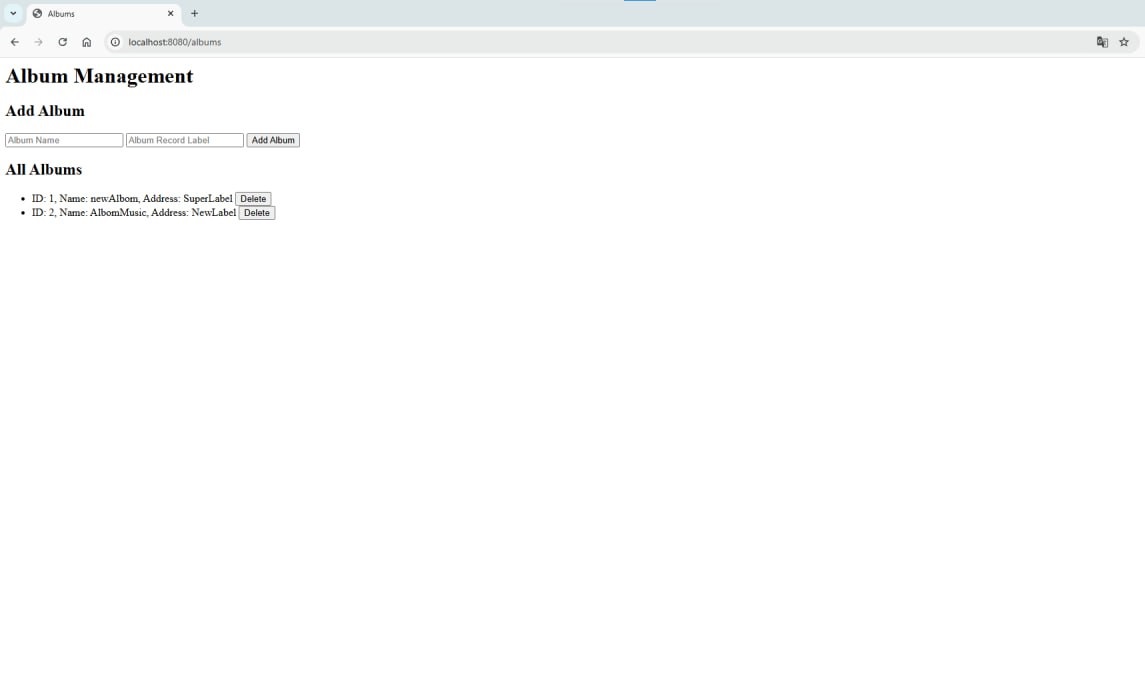 Albums
localhost:8080/albums
Album Management
Add Album
Album Name Album Record Label Add Album
All Albums
ID: 1, Name: newAlbom, Address: SuperLabel Delete
ID: 2, Name: AlbomMusic, Address: NewLabel Delete